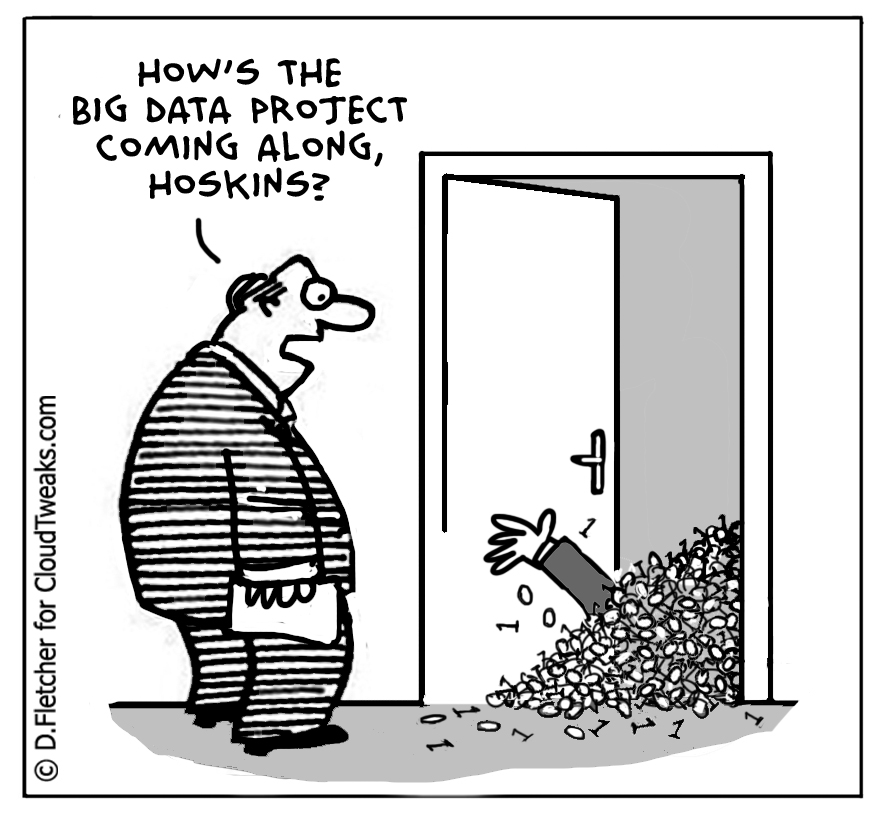 HOW'S THE
BIG DATA PROJECT
COMING ALONG,
HOSKINS?
© D.Fletcher for CloudTweaks.com